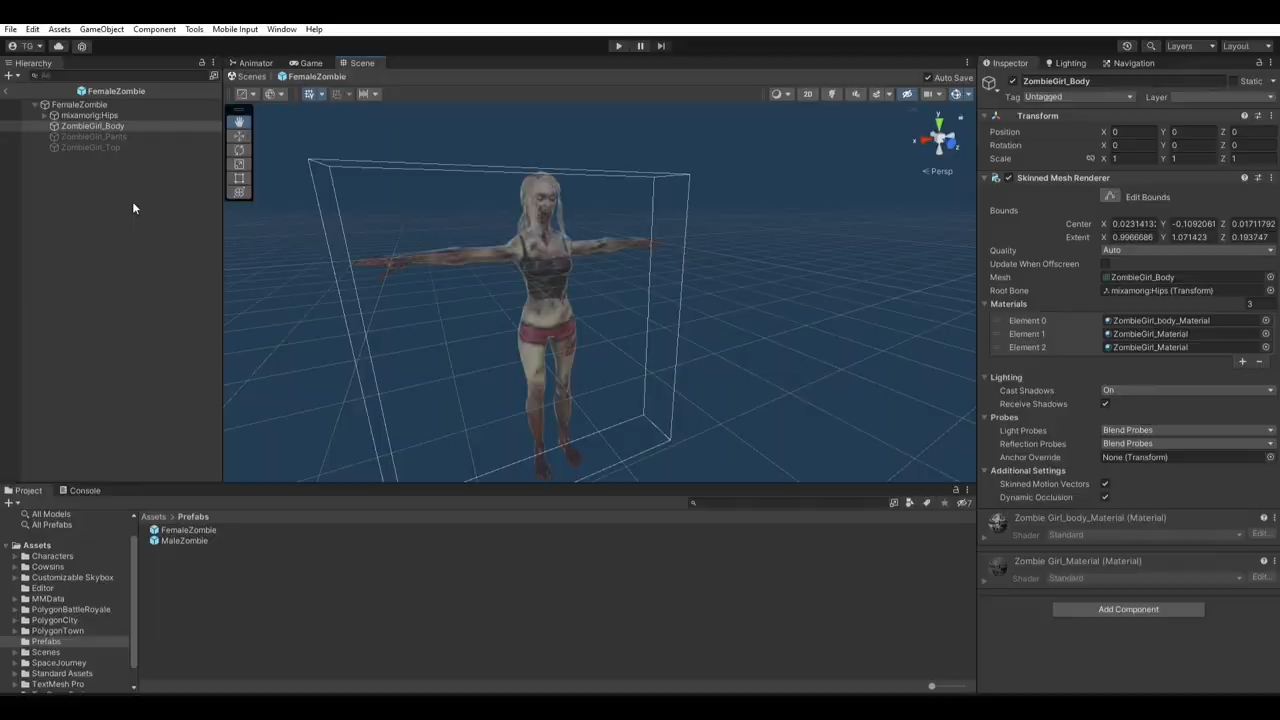 File Edit Assets GameObject Component Tools Mobile Input Window Help
TG Layers Layout
Hierarchy Animator Game Scene Inspector Lighting Navigation
All
Scenes FemaleZombie Auto Save
ZombieGirl_Body Static
FemaleZombie
2D
Tag Untagged Layer
FemaleZombie
mixamorig:Hips
ZombieGirl_Body
ZombieGirl_Pants
ZombieGirl_Top
y
x
z
Persp
Transform
Position X 0 Y 0 Z 0
Rotation X 0 Y 0 Z 0
Scale X 1 Y 1 Z 1
Skinned Mesh Renderer
Edit Bounds
Bounds
Center X 0.0231413 Y -0.1092061 Z 0.01711792
Extent X 0.9966686 Y 1.071423 Z 0.193747
Quality Auto
Update When Offscreen
Mesh ZombieGirl_Body
Root Bone mixamorig:Hips (Transform)
Materials 3
Element 0 ZombieGirl_body_Material
Element 1 ZombieGirl_Material
Element 2 ZombieGirl_Material
Lighting
Cast Shadows On
Receive Shadows
Probes
Light Probes Blend Probes
Reflection Probes Blend Probes
Anchor Override None (Transform)
Additional Settings
Skinned Motion Vectors
Dynamic Occlusion
Zombie Girl_body_Material (Material)
Shader Standard Edit...
Zombie Girl_Material (Material)
Shader Standard Edit...
Add Component
Project Console
7
All Models
All Prefabs
Assets
Characters
Cowsins
Customizable Skybox
Editor
MMData
PolygonBattleRoyale
PolygonCity
PolygonTown
Prefabs
Scenes
SpaceJourney
Standard Assets
TextMesh Pro
Assets Prefabs
FemaleZombie
MaleZombie